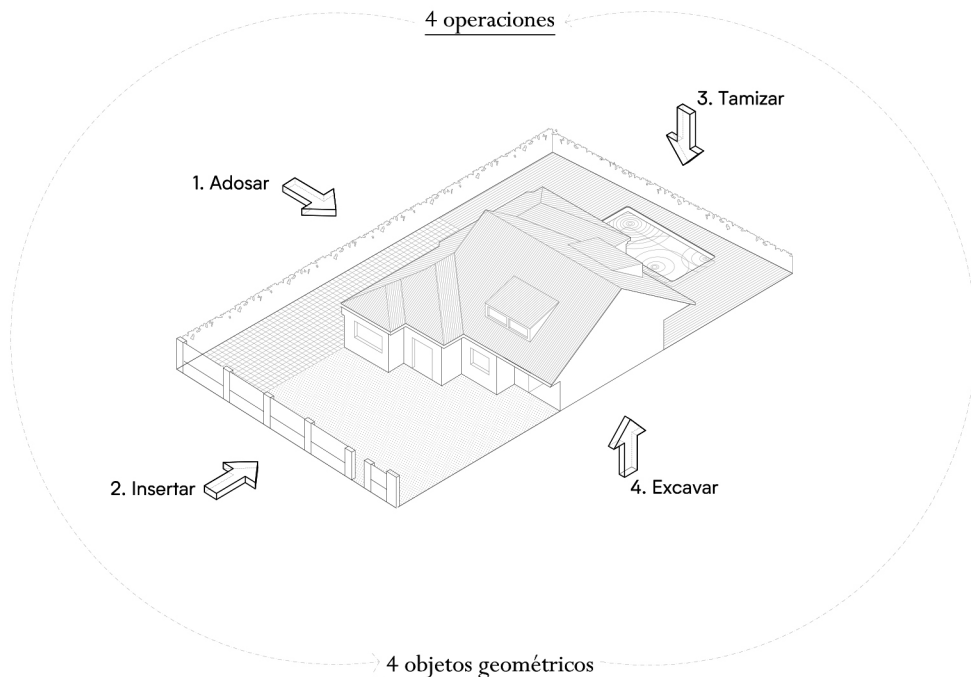 4 operaciones
3. Tamizar
1. Adosar
2. Insertar
4. Excavar
4 objetos geométricos